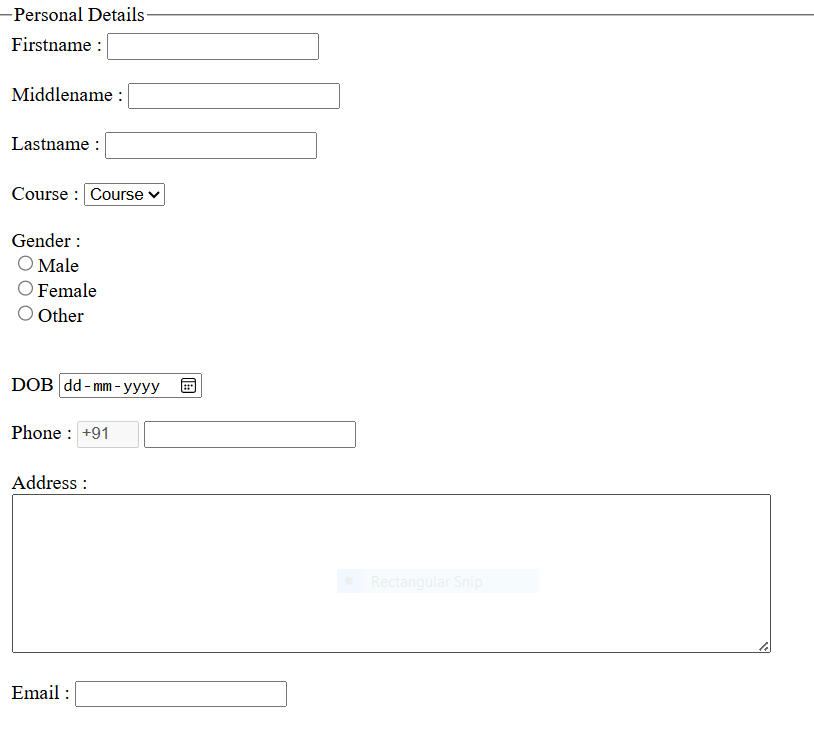 Personal Details
Firstname :
Middlename :
Lastname :
Course : Course
Gender :
Male
Female
Other
DOB dd-mm-yyyy
Phone : +91
Address :
Rectangular Snip
Email :